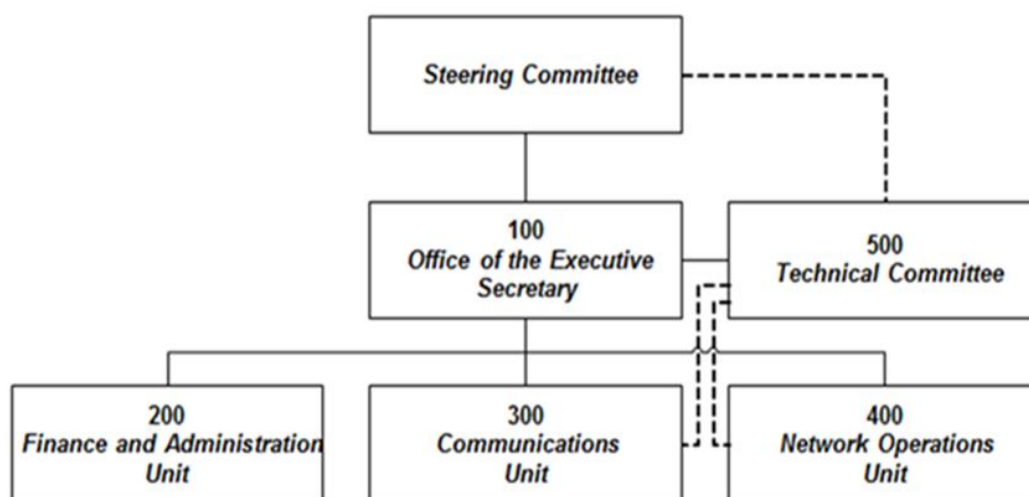 Steering Committee
100
Office of the Executive
Secretary
500
Technical Committee
200
Finance and Administration
Unit
300
Communications
Unit
400
Network Operations
Unit